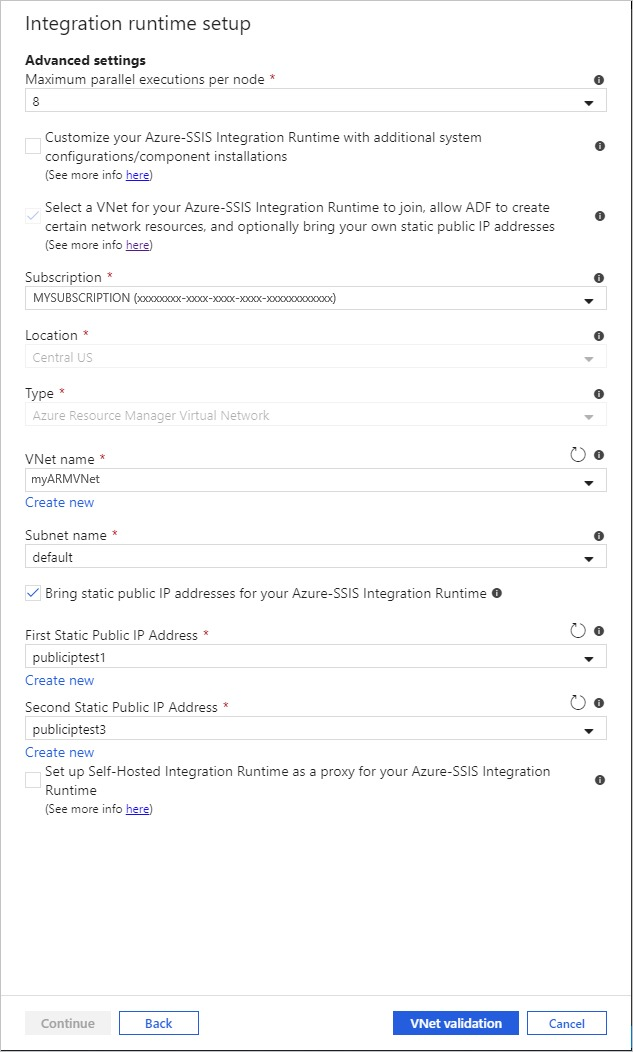 Integration runtime setup
Advanced settings
Maximum parallel executions per node *
8
Customize your Azure-SSIS Integration Runtime with additional system
configurations/component installations
(See more info here)
Select a VNet for your Azure-SSIS Integration Runtime to join, allow ADF to create
certain network resources, and optionally bring your own static public IP addresses
(See more info here)
Subscription *
MYSUBSCRIPTION (xxxxxxxx-xxxx-xxxx-xxxx-xxxxxxxxxxxx)
Location *
Central US
Type *
Azure Resource Manager Virtual Network
VNet name *
myARMVNet
Create new
Subnet name *
default
Bring static public IP addresses for your Azure-SSIS Integration Runtime
First Static Public IP Address *
publiciptest1
Create new
Second Static Public IP Address *
publiciptest3
Create new
Set up Self-Hosted Integration Runtime as a proxy for your Azure-SSIS Integration
Runtime
(See more info here)
Continue Back VNet validation Cancel